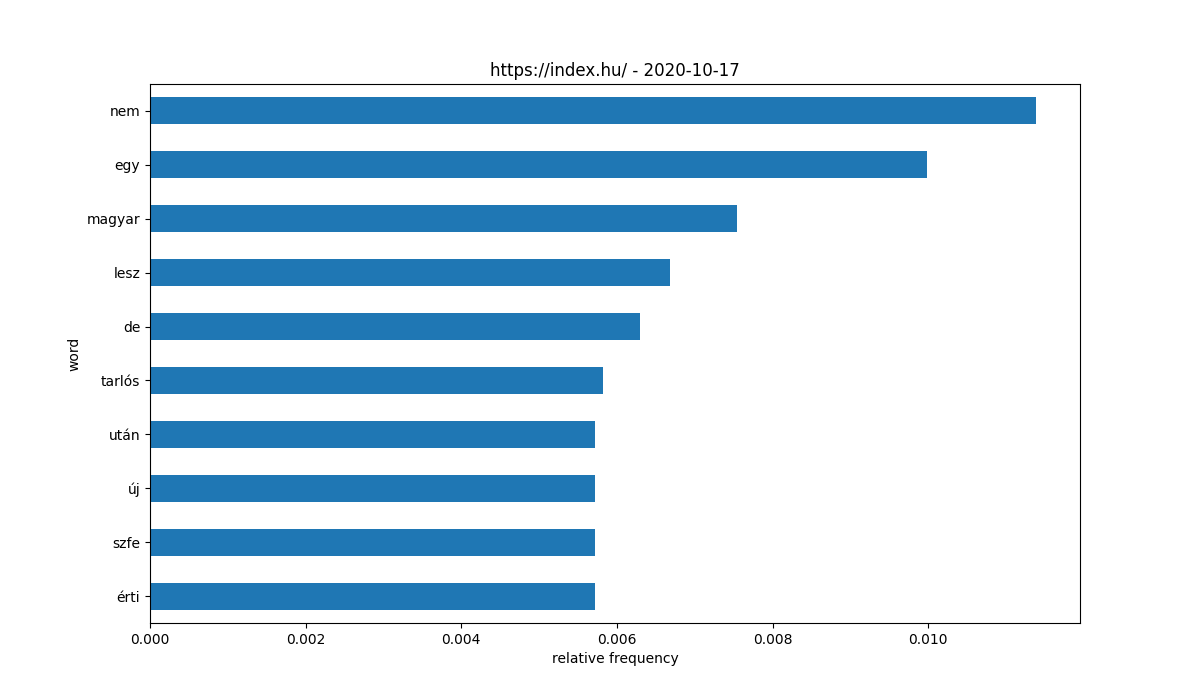 https://index.hu/ - 2020-10-17
nem
egy
magyar
lesz
de
tarlós
után
új
szfe
érti
word
0.000 0.002 0.004 0.006 0.008 0.010
relative frequency